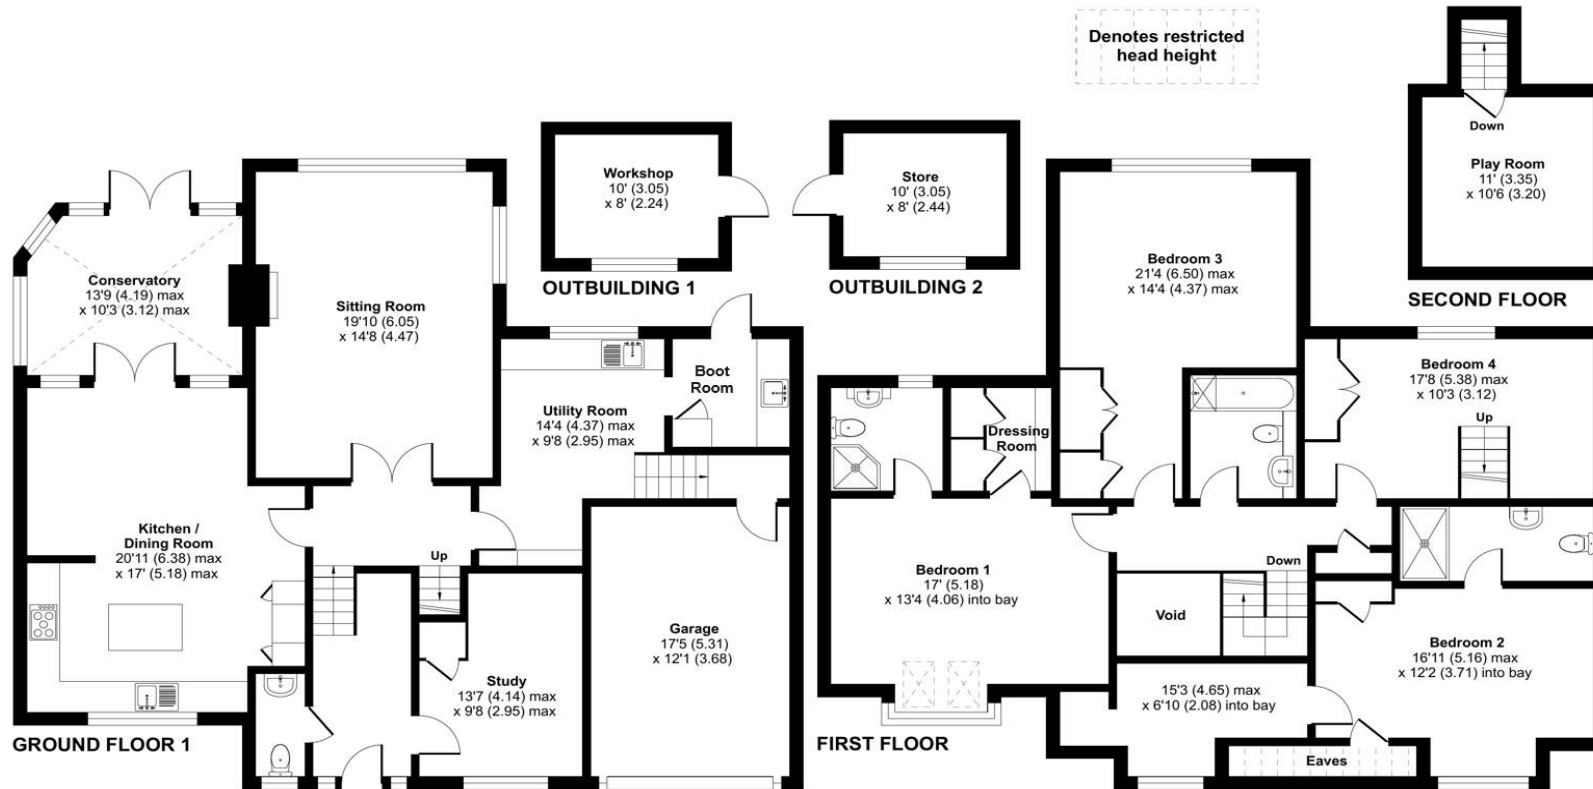 Denotes restricted
head height
Down
Play Room
11' (3.35)
x 10'6 (3.20)
SECOND FLOOR
Workshop
10' (3.05)
x 8' (2.24)
OUTBUILDING 1
Store
10' (3.05)
x 8' (2.44)
OUTBUILDING 2
Conservatory
13'9 (4.19) max
x 10'3 (3.12) max
Sitting Room
19'10 (6.05)
x 14'8 (4.47)
Utility Room
14'4 (4.37) max
x 9'8 (2.95) max
Boot
Room
Kitchen /
Dining Room
20'11 (6.38) max
x 17' (5.18) max
Up
Study
13'7 (4.14) max
x 9'8 (2.95) max
Garage
17'5 (5.31)
x 12'1 (3.68)
GROUND FLOOR 1
Bedroom 3
21'4 (6.50) max
x 14'4 (4.37) max
Bedroom 4
17'8 (5.38) max
x 10'3 (3.12)
Up
Dressing
Room
Bedroom 1
17' (5.18)
x 13'4 (4.06) into bay
Down
Void
Bedroom 2
16'11 (5.16) max
x 12'2 (3.71) into bay
15'3 (4.65) max
x 6'10 (2.08) into bay
Eaves
FIRST FLOOR